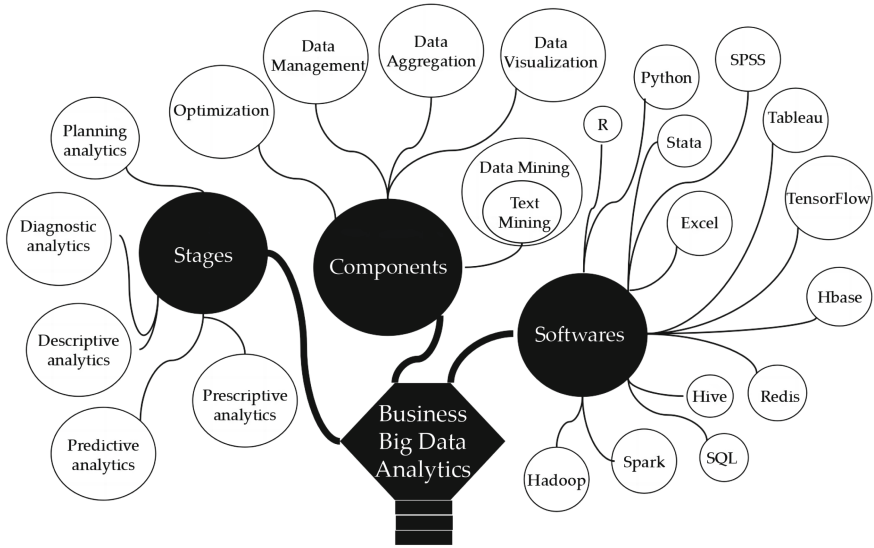 Data
Management
Data
Aggregation
Data
Visualization
Optimization
Planning
analytics
Diagnostic
analytics
Descriptive
analytics
Predictive
analytics
Prescriptive
analytics
Stages
Components
Data Mining
Text
Mining
R
Python
SPSS
Stata
Tableau
Excel
TensorFlow
Hbase
Softwares
Redis
Hive
SQL
Spark
Hadoop
Business
Big Data
Analytics